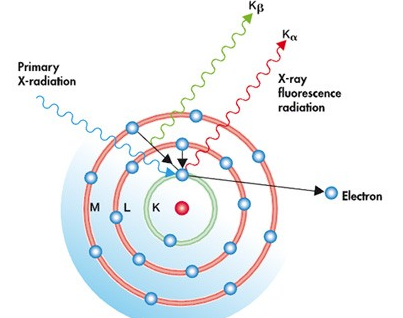 Kβ
Kα
Primary
X-radiation
X-ray
fluorescence
radiation
M L K
Electron